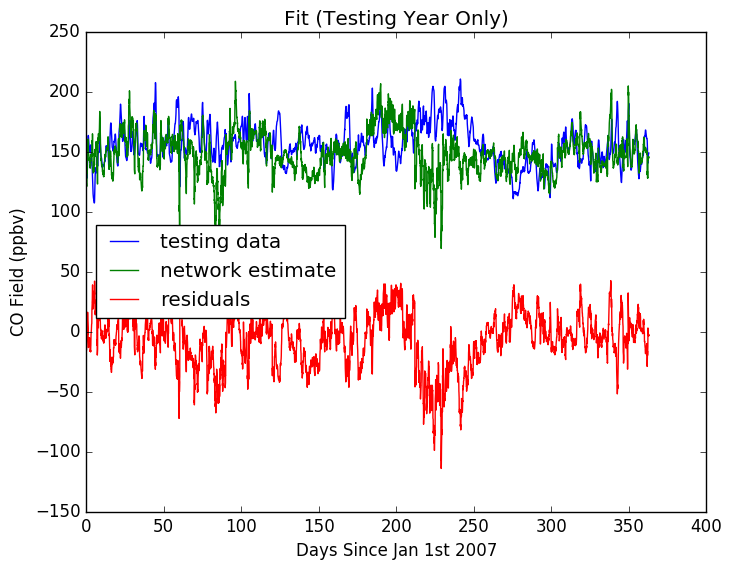 Fit (Testing Year Only)
CO Field (ppbv)
250
200
150
100
50
0
−50
−100
−150
testing data
network estimate
residuals
0 50 100 150 200 250 300 350 400
Days Since Jan 1st 2007